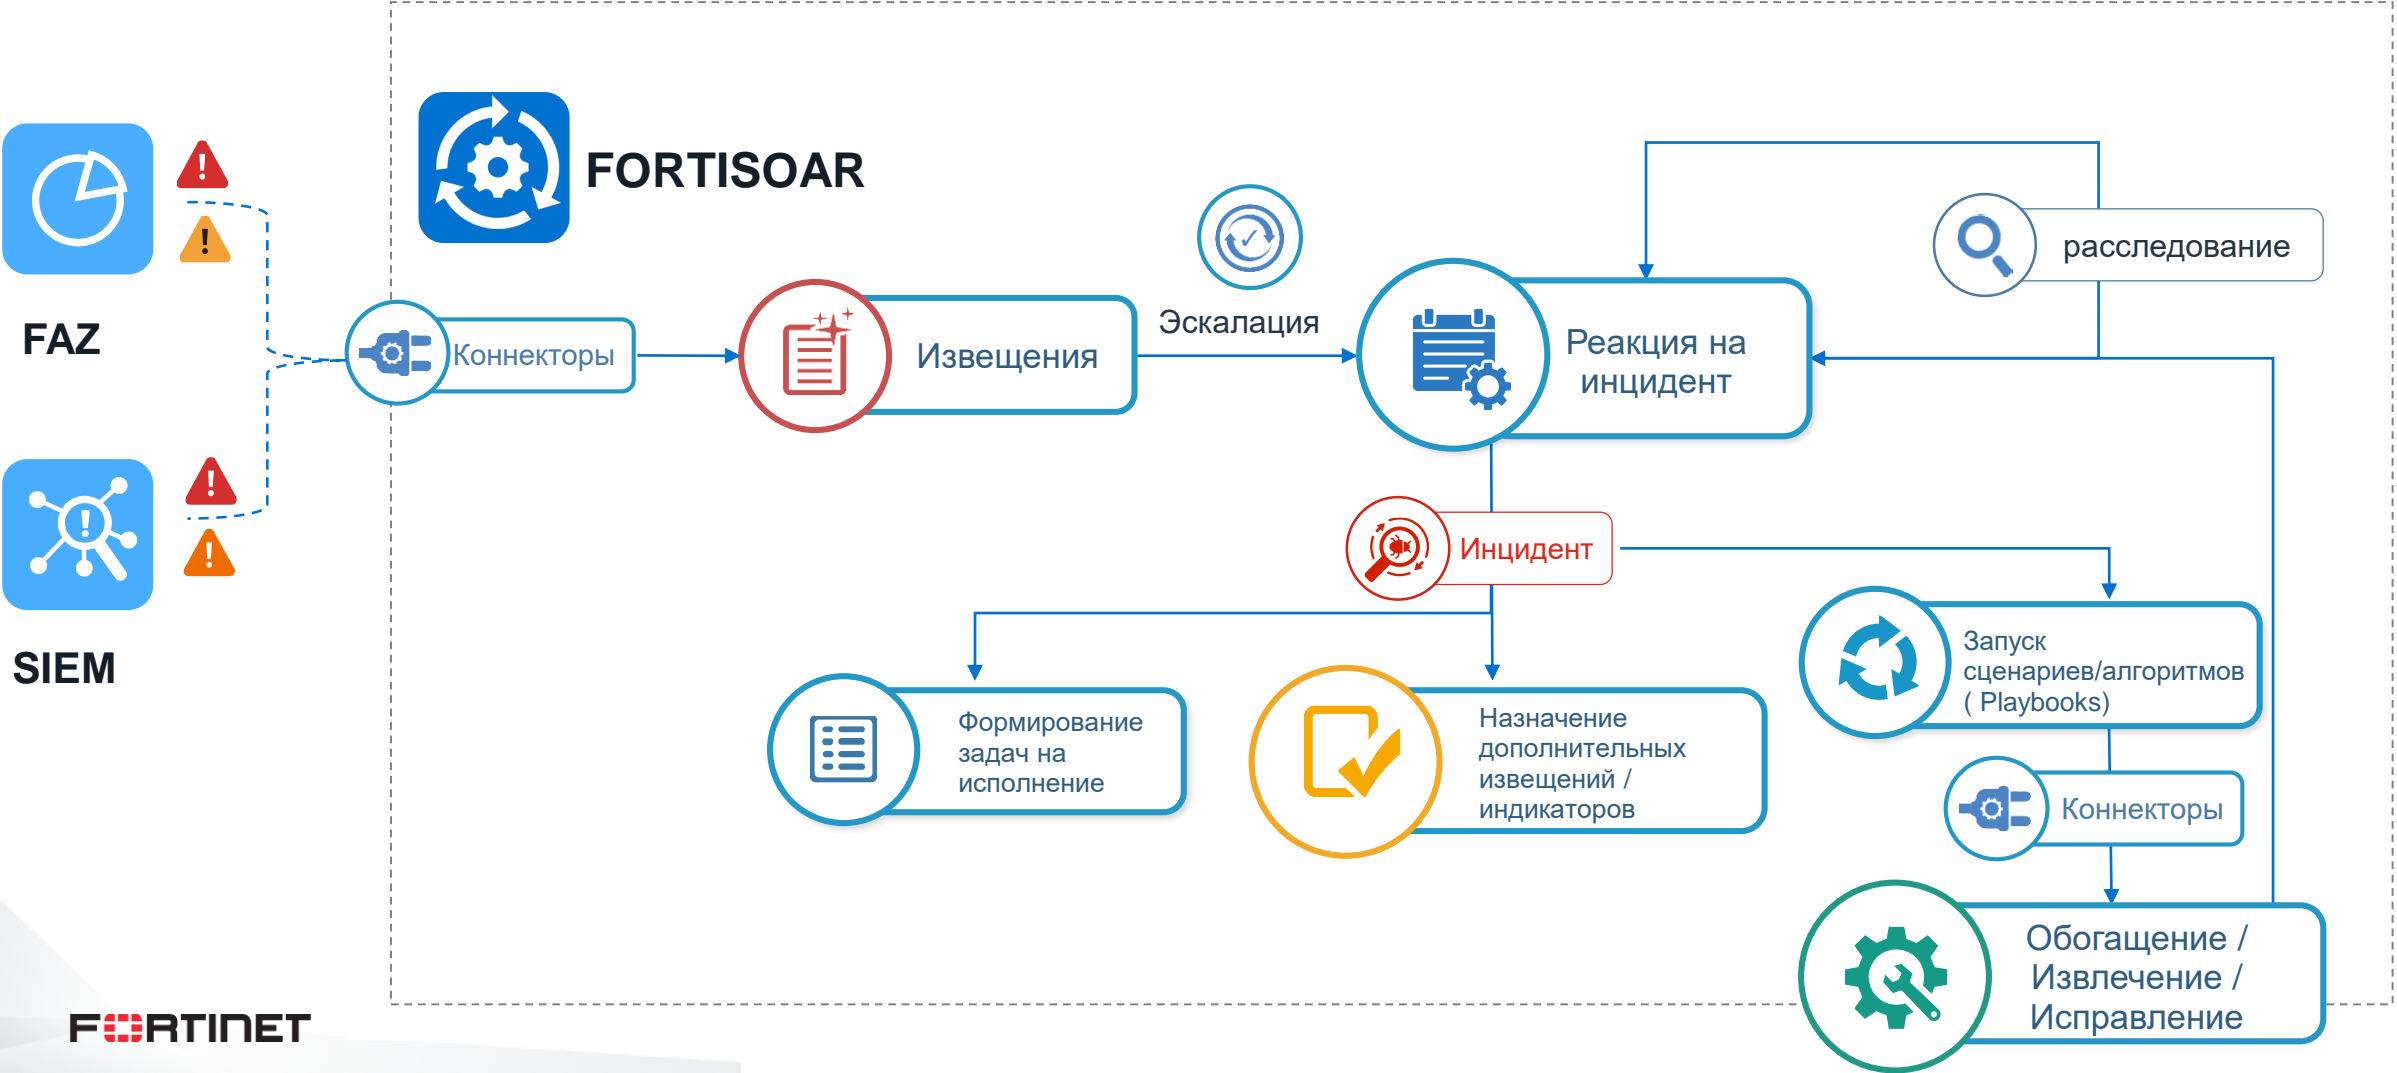 FORTISOAR
FAZ
SIEM
Коннекторы
Извещения
Эскалация
Реакция на
инцидент
расследование
Инцидент
Формирование
задач на
исполнение
Назначение
дополнительных
извещений /
индикаторов
Запуск
сценариев/алгоритмов
( Playbooks)
Коннекторы
Обогащение /
Извлечение /
Исправление
FORTINET